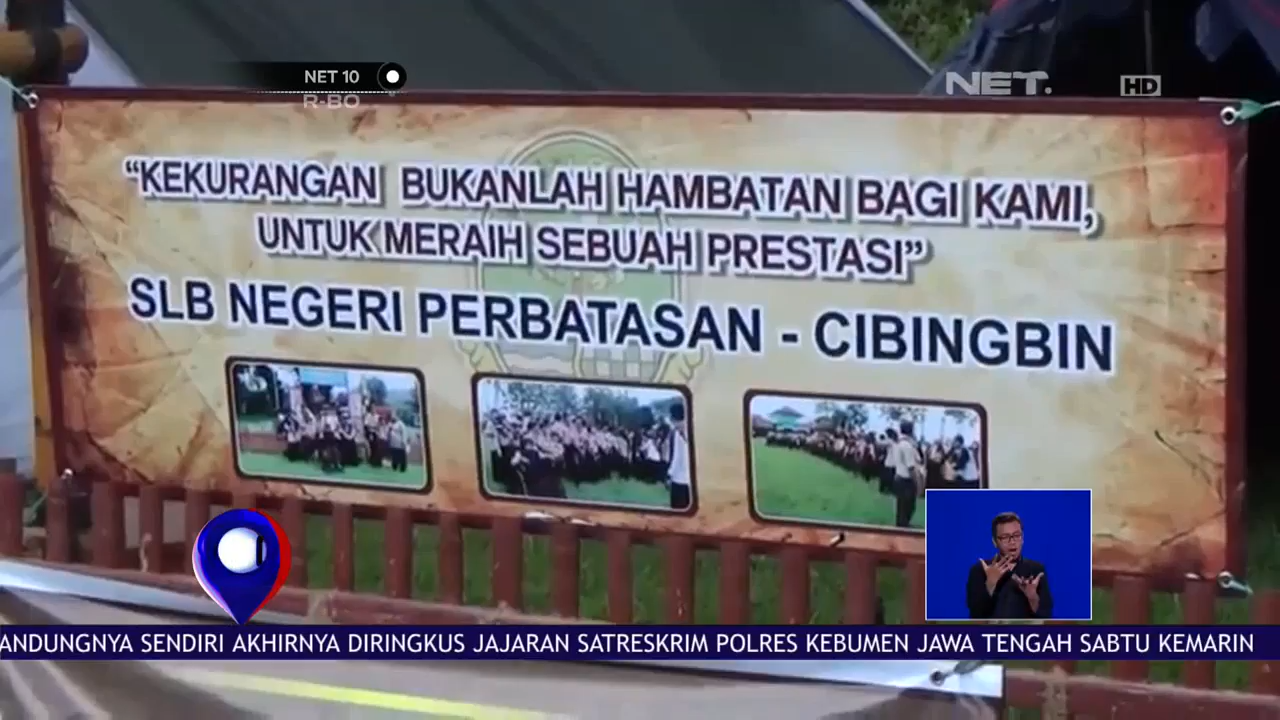 NET 10
R-BO
NET.
HD
“KEKURANGAN BUKANLAH HAMBATAN BAGI KAMI,
UNTUK MERAIH SEBUAH PRESTASI”
SLB NEGERI PERBATASAN - CIBINGBIN
ANDUNGNYA SENDIRI AKHIRNYA DIRINGKUS JAJARAN SATRESKRIM POLRES KEBUMEN JAWA TENGAH SABTU KEMARIN